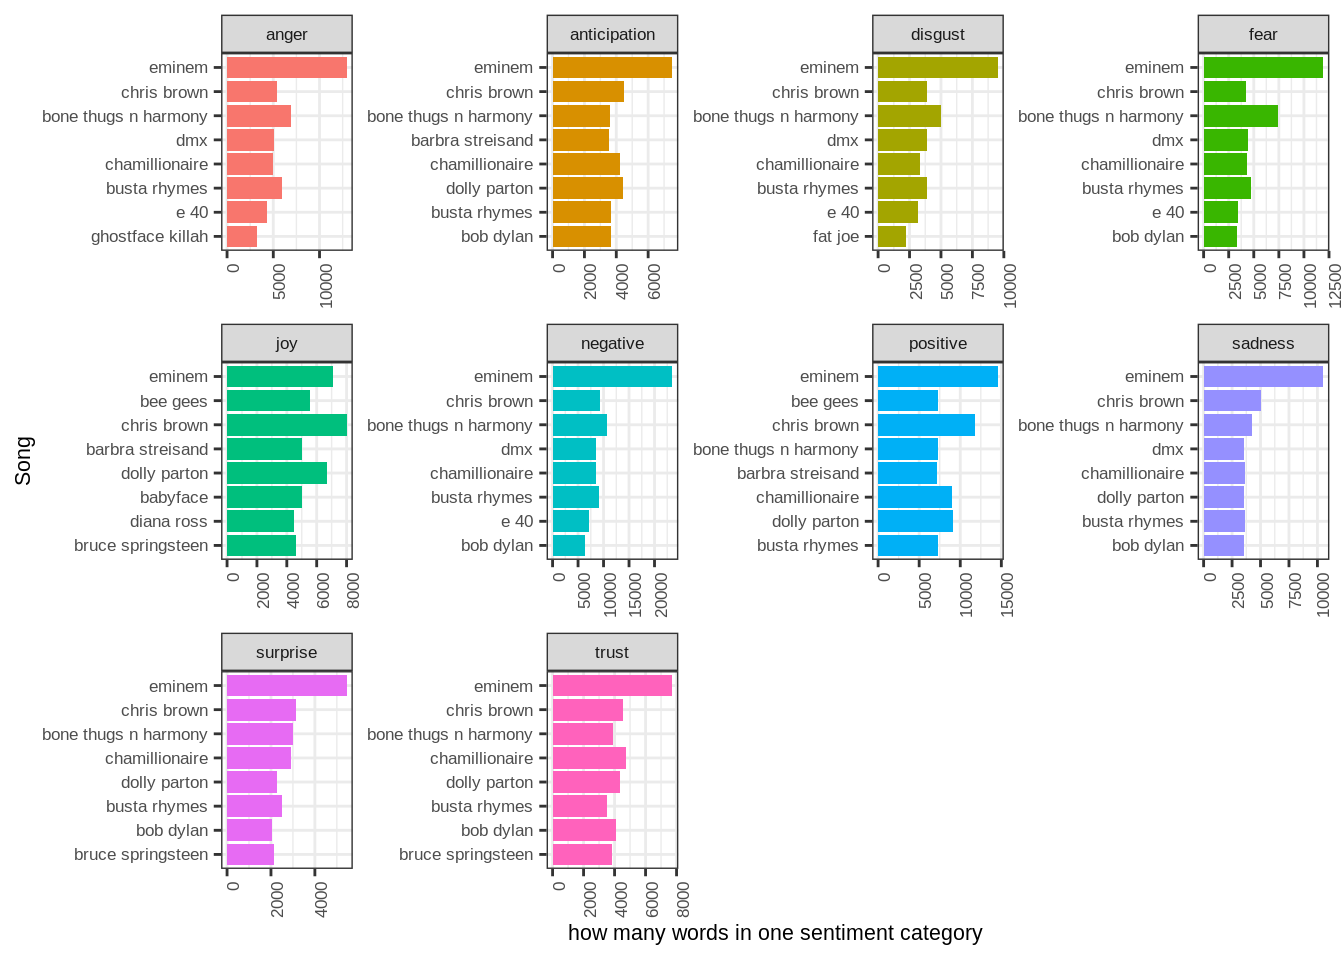 anger
eminem
chris brown
bone thugs n harmony
dmx
chamillionaire
busta rhymes
e 40
ghostface killah
0
5000
10000
anticipation
eminem
chris brown
bone thugs n harmony
barbra streisand
chamillionaire
dolly parton
busta rhymes
bob dylan
0
2000
4000
6000
disgust
eminem
chris brown
bone thugs n harmony
dmx
chamillionaire
busta rhymes
e 40
fat joe
0
2500
5000
7500
10000
fear
eminem
chris brown
bone thugs n harmony
dmx
chamillionaire
busta rhymes
e 40
bob dylan
0
2500
5000
7500
10000
12500
Song
joy
eminem
bee gees
chris brown
barbra streisand
dolly parton
babyface
diana ross
bruce springsteen
0
2000
4000
6000
8000
negative
eminem
chris brown
bone thugs n harmony
dmx
chamillionaire
busta rhymes
e 40
bob dylan
0
5000
10000
15000
20000
positive
eminem
bee gees
chris brown
bone thugs n harmony
barbra streisand
chamillionaire
dolly parton
busta rhymes
0
5000
10000
15000
sadness
eminem
chris brown
bone thugs n harmony
dmx
chamillionaire
dolly parton
busta rhymes
bob dylan
0
2500
5000
7500
10000
surprise
eminem
chris brown
bone thugs n harmony
chamillionaire
dolly parton
busta rhymes
bob dylan
bruce springsteen
0
2000
4000
trust
eminem
chris brown
bone thugs n harmony
chamillionaire
dolly parton
busta rhymes
bob dylan
bruce springsteen
0
2000
4000
6000
8000
how many words in one sentiment category